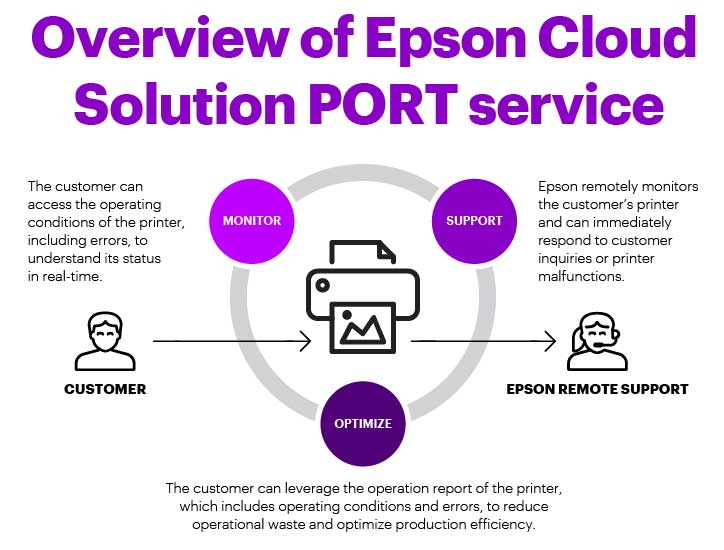 Overview of Epson Cloud
Solution PORT service
The customer can
access the operating
conditions of the printer,
including errors, to
understand its status
in real-time.
MONITOR
SUPPORT
Epson remotely monitors
the customer’s printer
and can immediately
respond to customer
inquiries or printer
malfunctions.
CUSTOMER
EPSON REMOTE SUPPORT
OPTIMIZE
The customer can leverage the operation report of the printer,
which includes operating conditions and errors, to reduce
operational waste and optimize production efficiency.